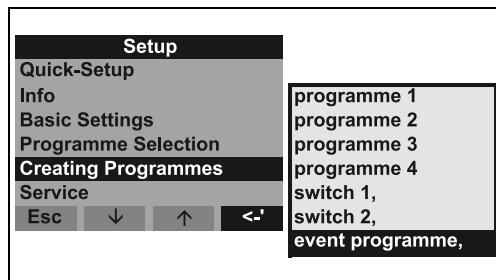 Setup
Quick-Setup
Info
Basic Settings
Programme Selection
Creating Programmes
Service
Esc ↓ ↑ <-'
programme 1
programme 2
programme 3
programme 4
switch 1,
switch 2,
event programme,